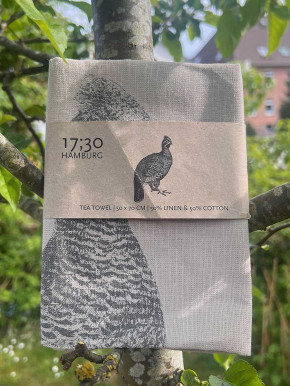 17;30
HAMBURG
TEA TOWEL | 50 x 70 CM | 50% LINEN & 50% COTTON